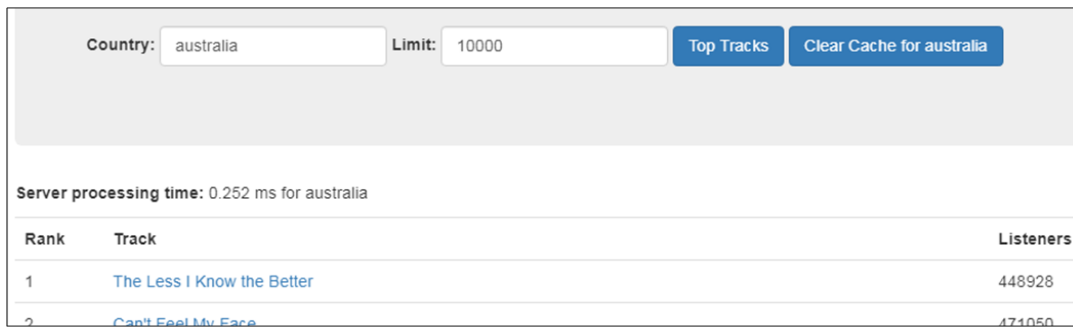 Country: australia Limit: 10000 Top Tracks Clear Cache for australia
Server processing time: 0.252 ms for australia
Rank Track Listeners
1 The Less I Know the Better 448928
2 Can't Feel My Face 471050